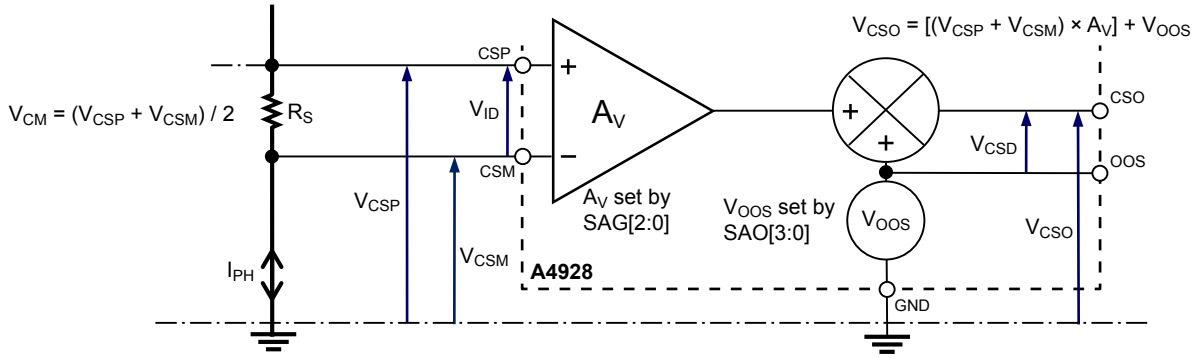 V_CSO = [(V_CSP + V_CSM) × A_V] + V_OOS
V_CM = (V_CSP + V_CSM) / 2
R_S
CSP
+
V_ID
A_V
−
CSM
+
+
CSO
V_CSD
OOS
V_CSP
V_CSM
A_V set by
SAG[2:0]
V_OOS set by
SAO[3:0]
V_OOS
V_CSO
I_PH
A4928
GND